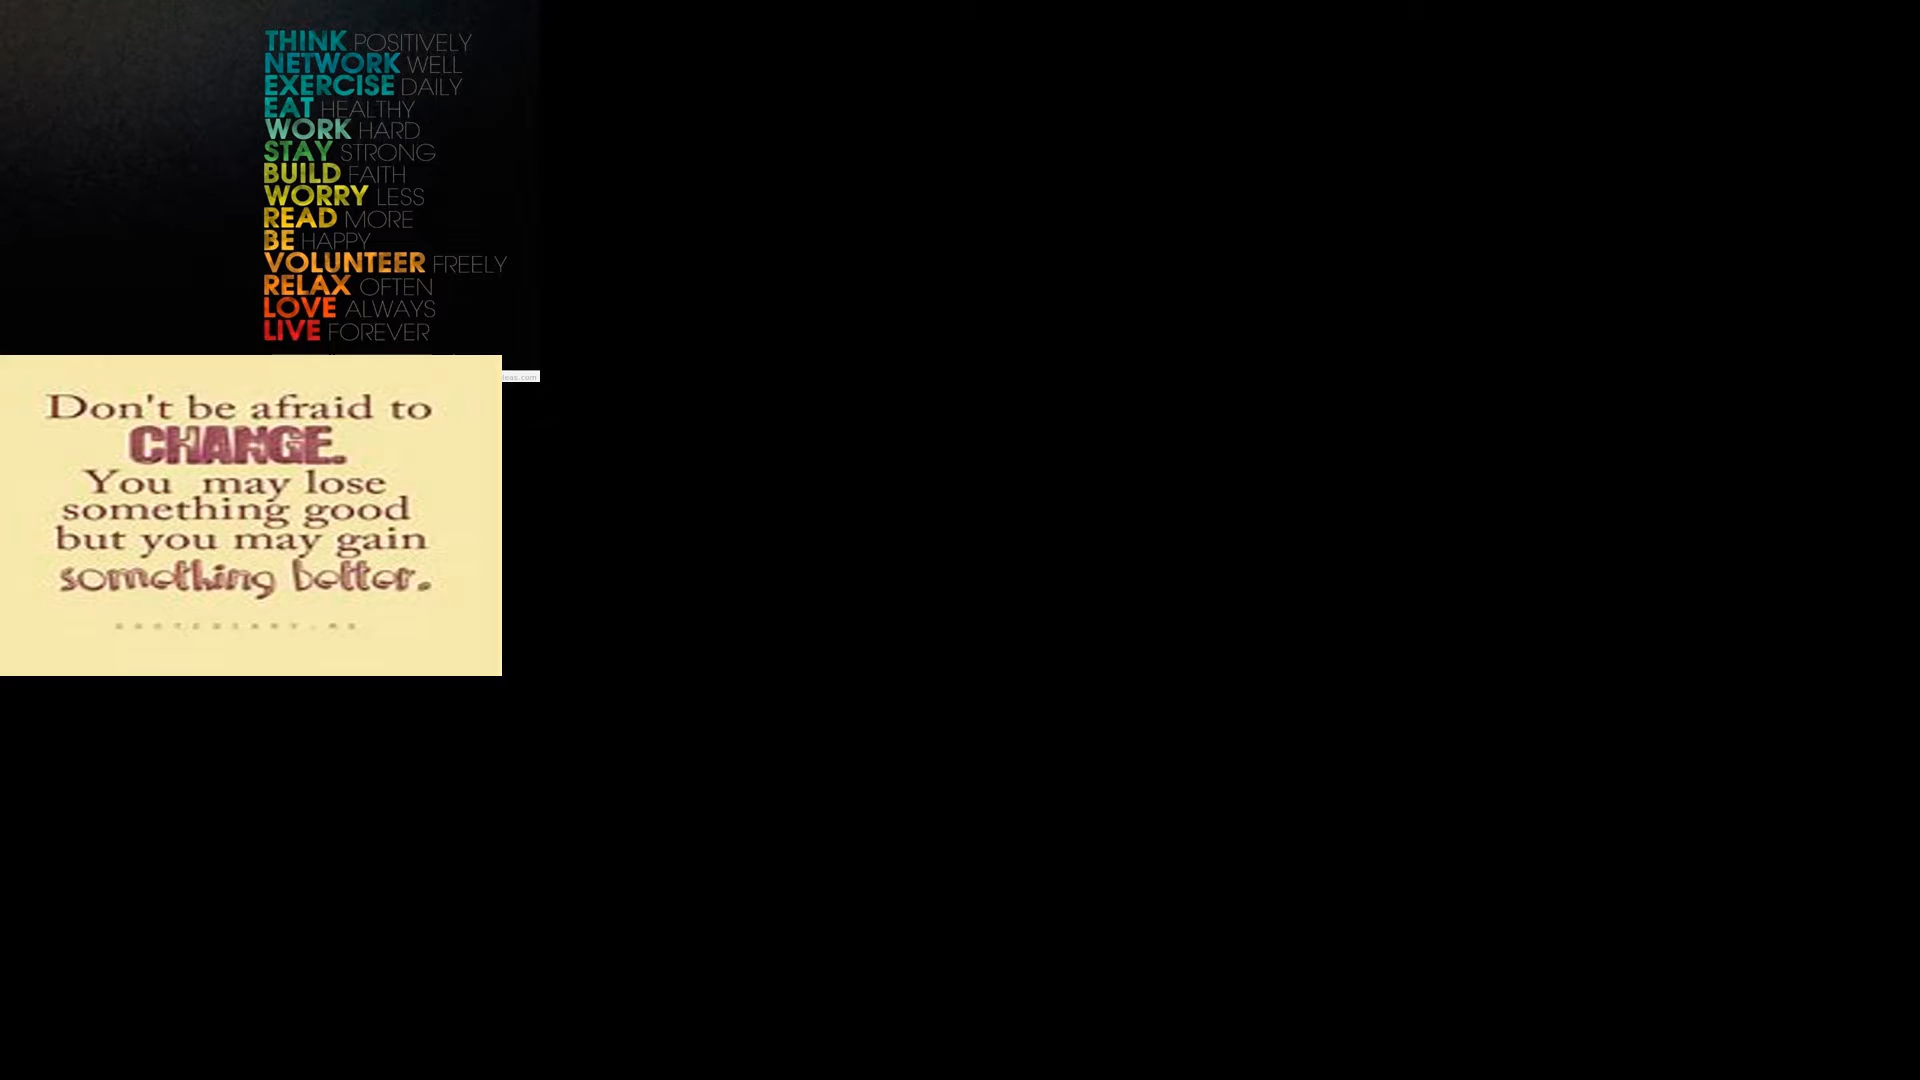 THINK POSITIVELY
NETWORK WELL
EXERCISE DAILY
EAT HEALTHY
WORK HARD
STAY STRONG
BUILD FAITH
WORRY LESS
READ MORE
BE HAPPY
VOLUNTEER FREELY
RELAX OFTEN
LOVE ALWAYS
LIVE FOREVER
leas.com
Don't be afraid to
CHANGE.
You may lose
something good
but you may gain
something better.